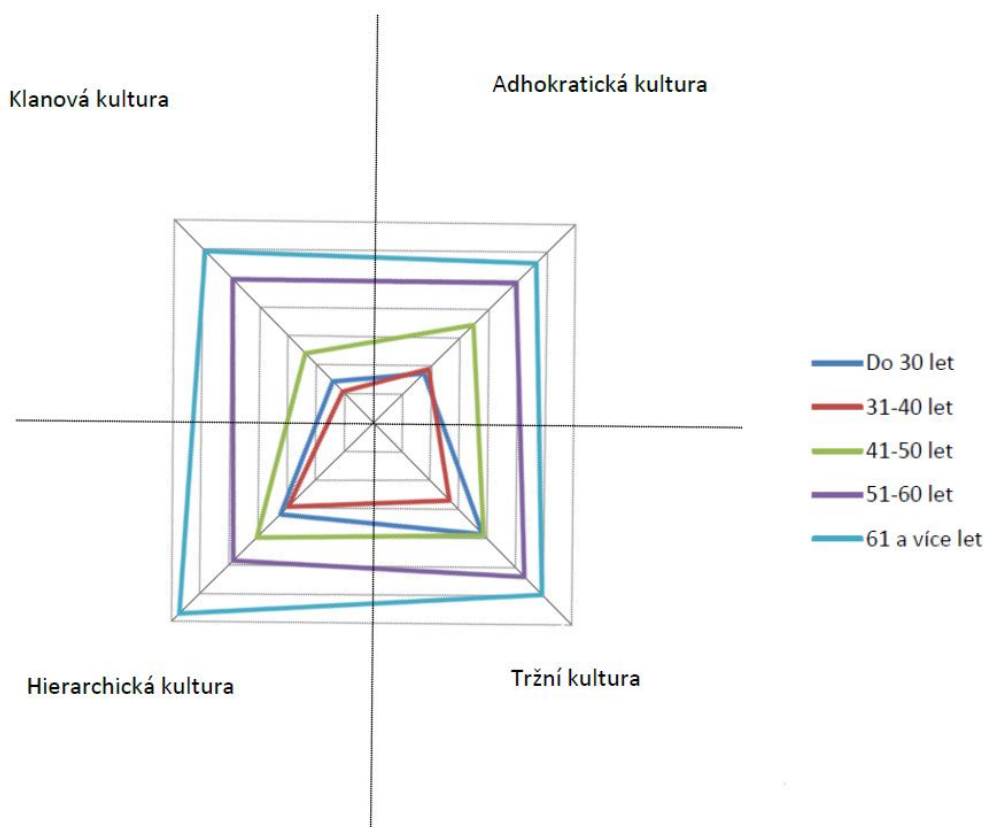 Klanová kultura
Adhokratická kultura
Do 30 let
31-40 let
41-50 let
51-60 let
61 a více let
Hierarchická kultura
Tržní kultura